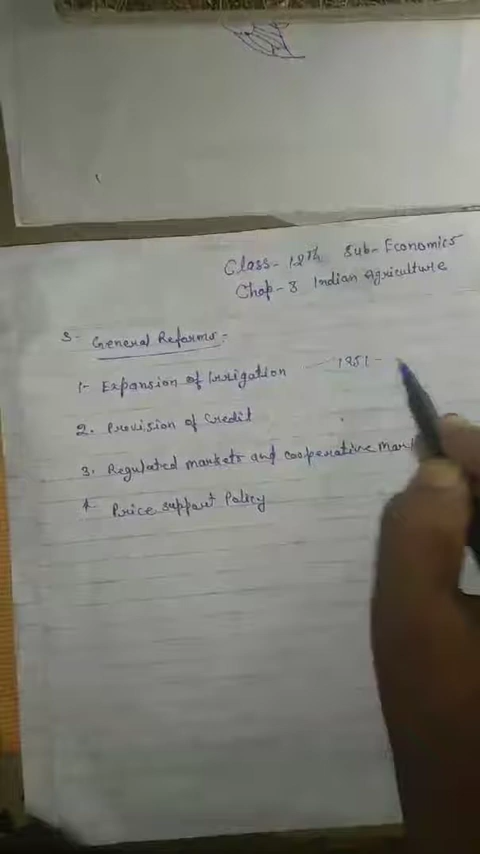 Class- 12Th Sub- Economics
Chap- 3 Indian Agriculture
General Reforms:-
1- Expansion of Irrigation — 1951-
2. Provision of Credit
3. Regulated markets and cooperative mar
4 Price support Policy